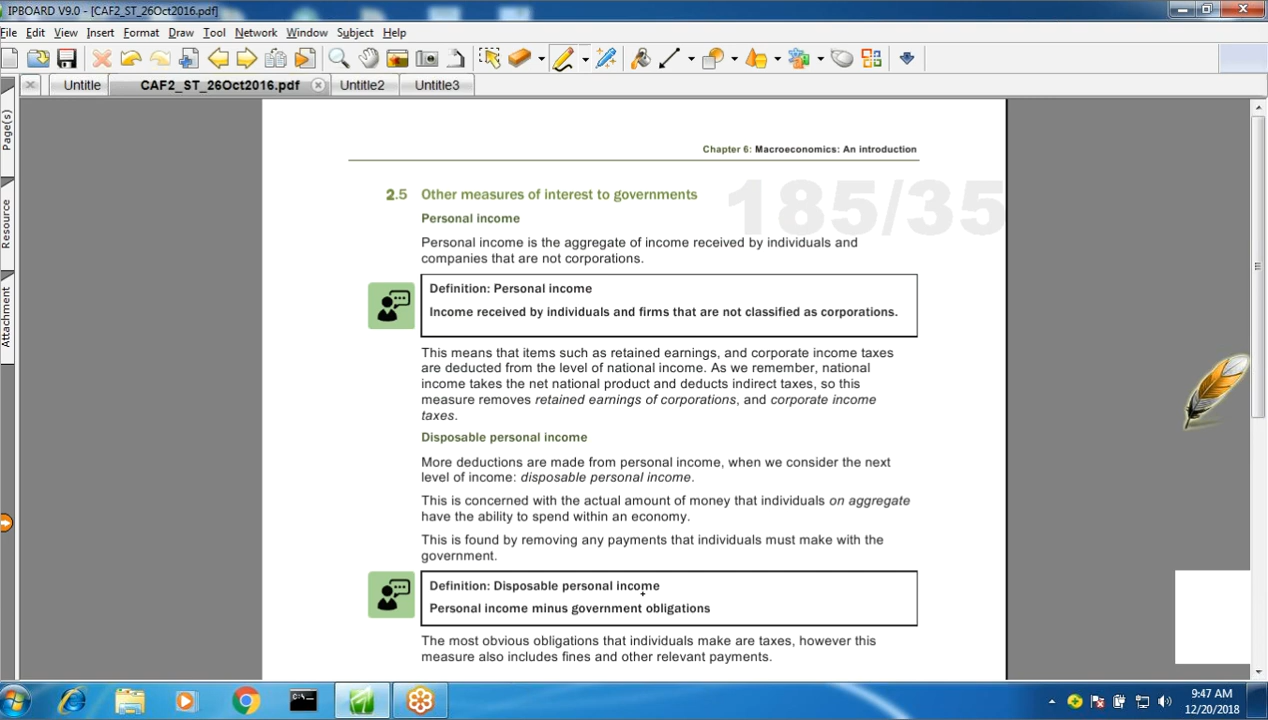 IPBOARD V9.0 - [CAF2_ST_26Oct2016.pdf]
File Edit View Insert Format Draw Tool Network Window Subject Help
Untitle CAF2_ST_26Oct2016.pdf Untitle2 Untitle3
Page(s)
Resource
Attachment
Chapter 6: Macroeconomics: An introduction
185/35
2.5 Other measures of interest to governments
Personal income
Personal income is the aggregate of income received by individuals and
companies that are not corporations.
Definition: Personal income
Income received by individuals and firms that are not classified as corporations.
This means that items such as retained earnings, and corporate income taxes
are deducted from the level of national income. As we remember, national
income takes the net national product and deducts indirect taxes, so this
measure removes retained earnings of corporations, and corporate income
taxes.
Disposable personal income
More deductions are made from personal income, when we consider the next
level of income: disposable personal income.
This is concerned with the actual amount of money that individuals on aggregate
have the ability to spend within an economy.
This is found by removing any payments that individuals must make with the
government.
Definition: Disposable personal income
Personal income minus government obligations
The most obvious obligations that individuals make are taxes, however this
measure also includes fines and other relevant payments.
9:47 AM
12/20/2018